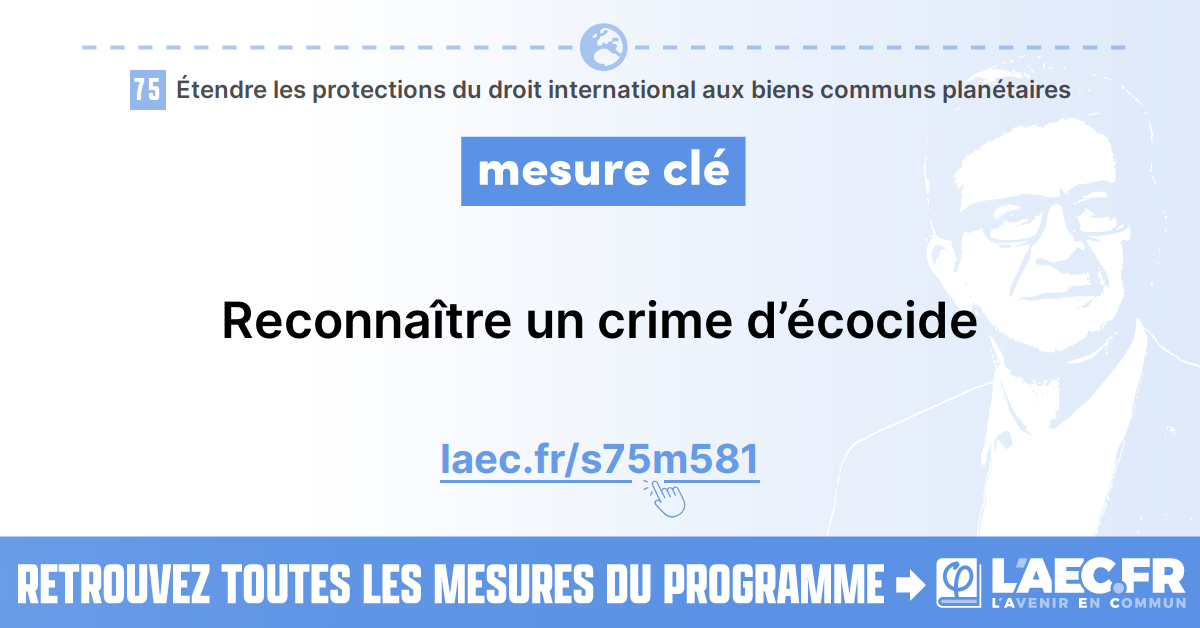 75 Étendre les protections du droit international aux biens communs planétaires
mesure clé
Reconnaître un crime d’écocide
laec.fr/s75m581
RETROUVEZ TOUTES LES MESURES DU PROGRAMME
L'AEC.FR
L'AVENIR EN COMMUN